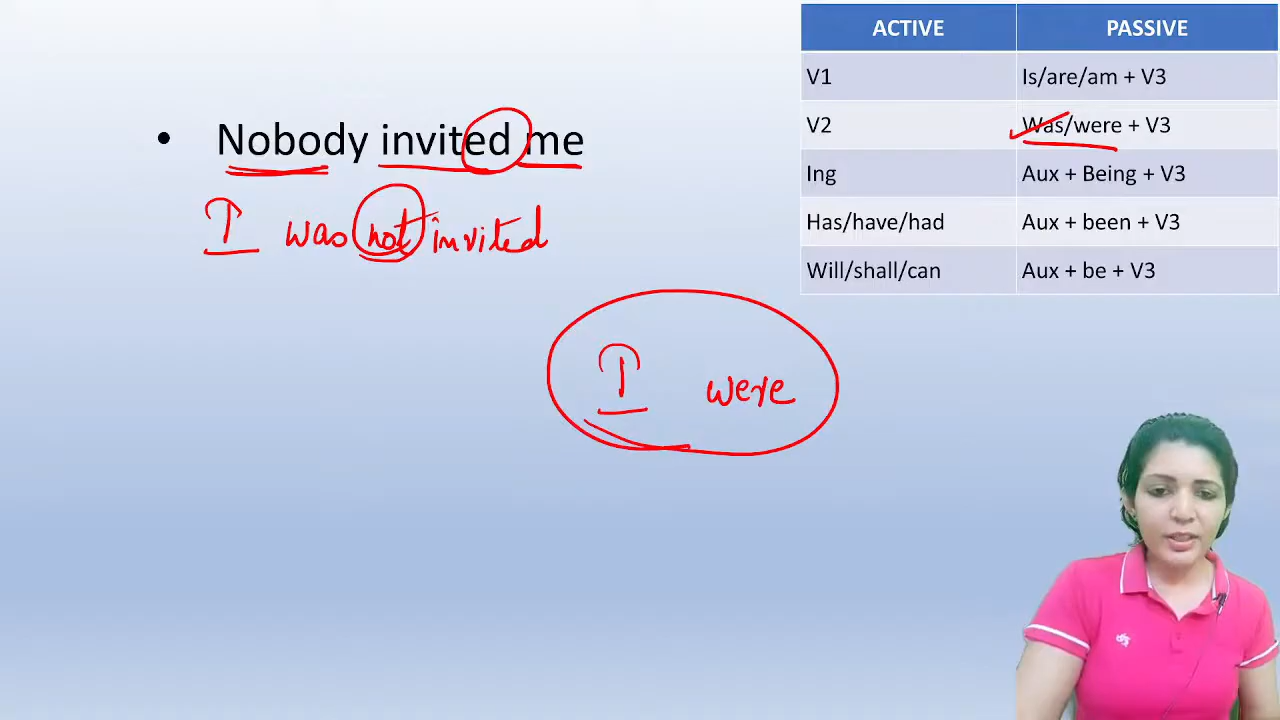 ACTIVE PASSIVE
V1 Is/are/am + V3
V2 Was/were + V3
Ing Aux + Being + V3
Has/have/had Aux + been + V3
Will/shall/can Aux + be + V3
• Nobody invited me
I was not invited
I were